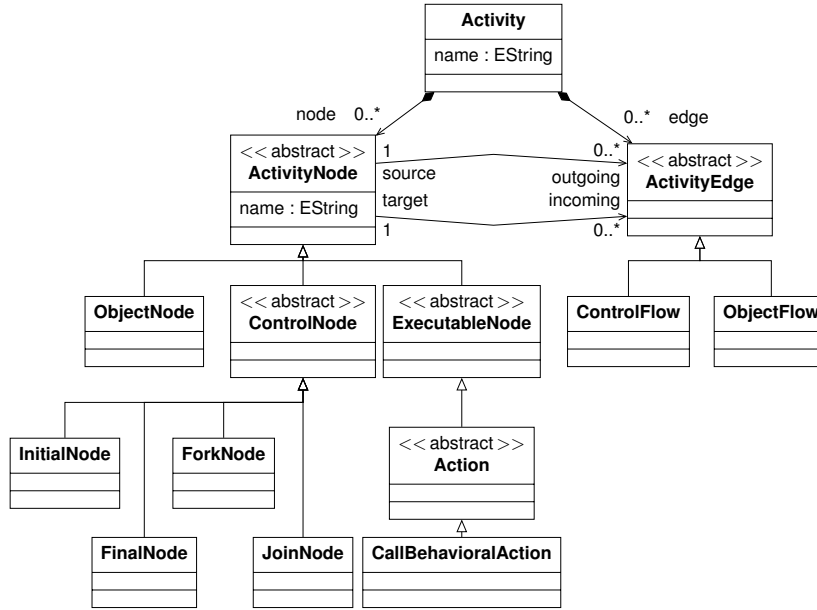 Activity
name : EString
node 0..*
0..* edge
<< abstract >>
ActivityNode
name : EString
1
source
target
1
0..*
outgoing
incoming
0..*
<< abstract >>
ActivityEdge
ObjectNode
<< abstract >>
ControlNode
<< abstract >>
ExecutableNode
ControlFlow
ObjectFlow
InitialNode
ForkNode
<< abstract >>
Action
FinalNode
JoinNode
CallBehavioralAction